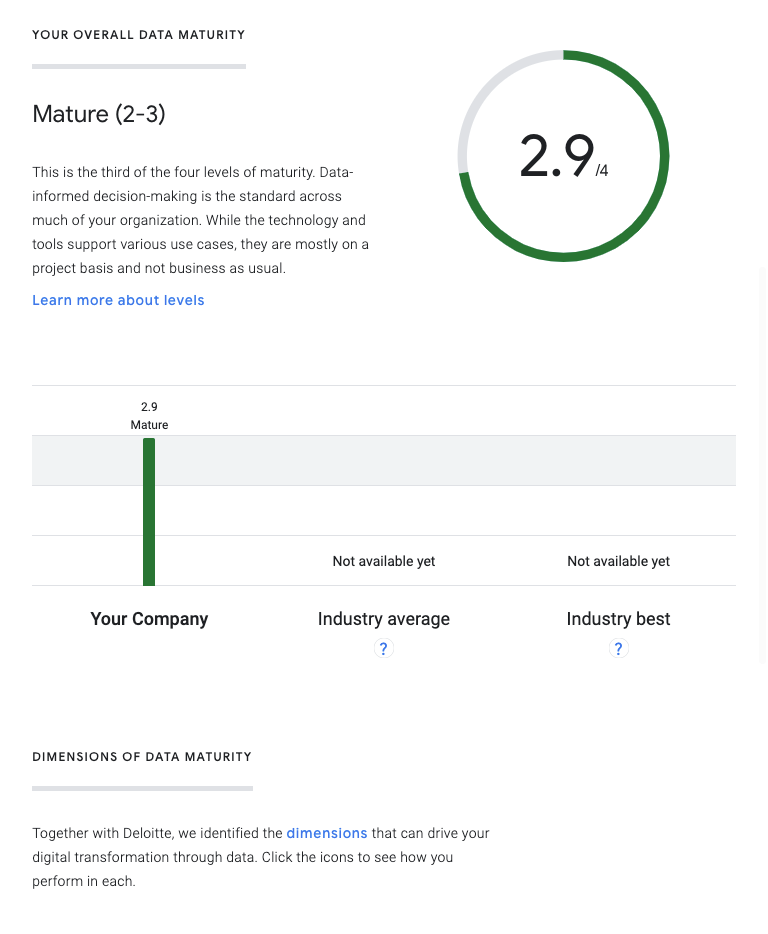 YOUR OVERALL DATA MATURITY
Mature (2-3)
This is the third of the four levels of maturity. Data-
informed decision-making is the standard across
much of your organization. While the technology and
tools support various use cases, they are mostly on a
project basis and not business as usual.
Learn more about levels
2.9/4
2.9
Mature
Not available yet
Not available yet
Your Company
Industry average
Industry best
?
?
DIMENSIONS OF DATA MATURITY
Together with Deloitte, we identified the dimensions that can drive your
digital transformation through data. Click the icons to see how you
perform in each.